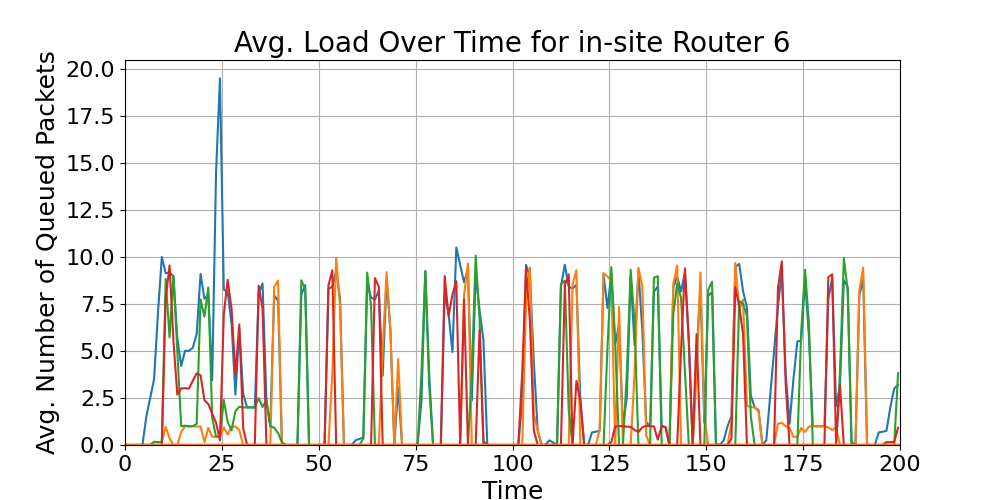 Avg. Load Over Time for in-site Router 6
Avg. Number of Queued Packets
20.0
17.5
15.0
12.5
10.0
7.5
5.0
2.5
0.0
0 25 50 75 100 125 150 175 200
Time